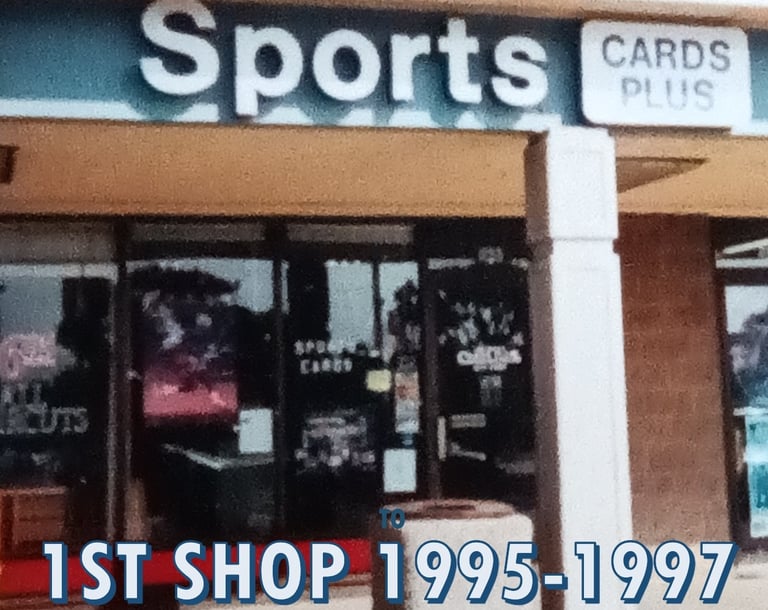 Sports
CARDS
PLUS
SPORTS
CARDS
TO
1ST SHOP 1995-1997